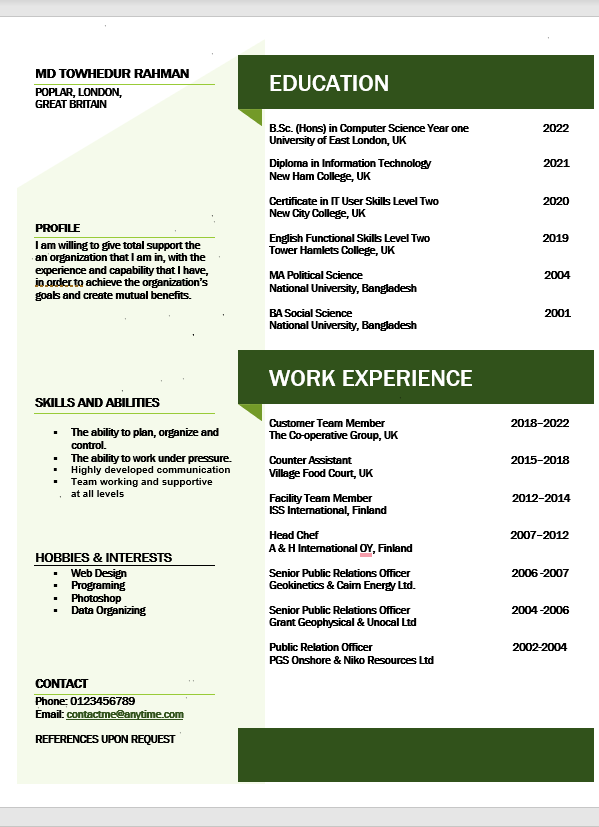 MD TOWHEDUR RAHMAN
POPLAR, LONDON,
GREAT BRITAIN
PROFILE
I am willing to give total support the
an organization that I am in, with the
experience and capability that I have,
in order to achieve the organization's
goals and create mutual benefits.
SKILLS AND ABILITIES
▪ The ability to plan, organize and
control.
▪ The ability to work under pressure.
▪ Highly developed communication
▪ Team working and supportive
at all levels
HOBBIES & INTERESTS
▪ Web Design
▪ Programing
▪ Photoshop
▪ Data Organizing
CONTACT
Phone: 0123456789
Email: contactme@anytime.com
REFERENCES UPON REQUEST
EDUCATION
B.Sc. (Hons) in Computer Science Year one 2022
University of East London, UK
Diploma in Information Technology 2021
New Ham College, UK
Certificate in IT User Skills Level Two 2020
New City College, UK
English Functional Skills Level Two 2019
Tower Hamlets College, UK
MA Political Science 2004
National University, Bangladesh
BA Social Science 2001
National University, Bangladesh
WORK EXPERIENCE
Customer Team Member 2018–2022
The Co-operative Group, UK
Counter Assistant 2015–2018
Village Food Court, UK
Facility Team Member 2012–2014
ISS International, Finland
Head Chef 2007–2012
A & H International OY, Finland
Senior Public Relations Officer 2006-2007
Geokinetics & Cairn Energy Ltd.
Senior Public Relations Officer 2004-2006
Grant Geophysical & Unocal Ltd
Public Relation Officer 2002-2004
PGS Onshore & Niko Resources Ltd